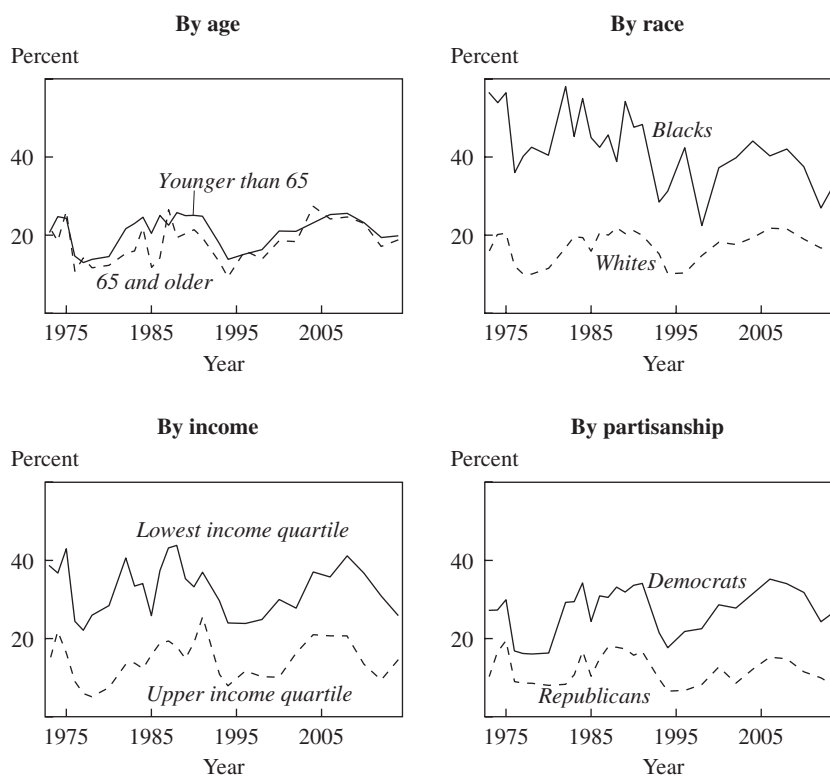 By age
Percent
40
20
Younger than 65
65 and older
1975 1985 1995 2005
Year
By race
Percent
40
20
Blacks
Whites
1975 1985 1995 2005
Year
By income
Percent
40
20
Lowest income quartile
Upper income quartile
1975 1985 1995 2005
Year
By partisanship
Percent
40
20
Democrats
Republicans
1975 1985 1995 2005
Year